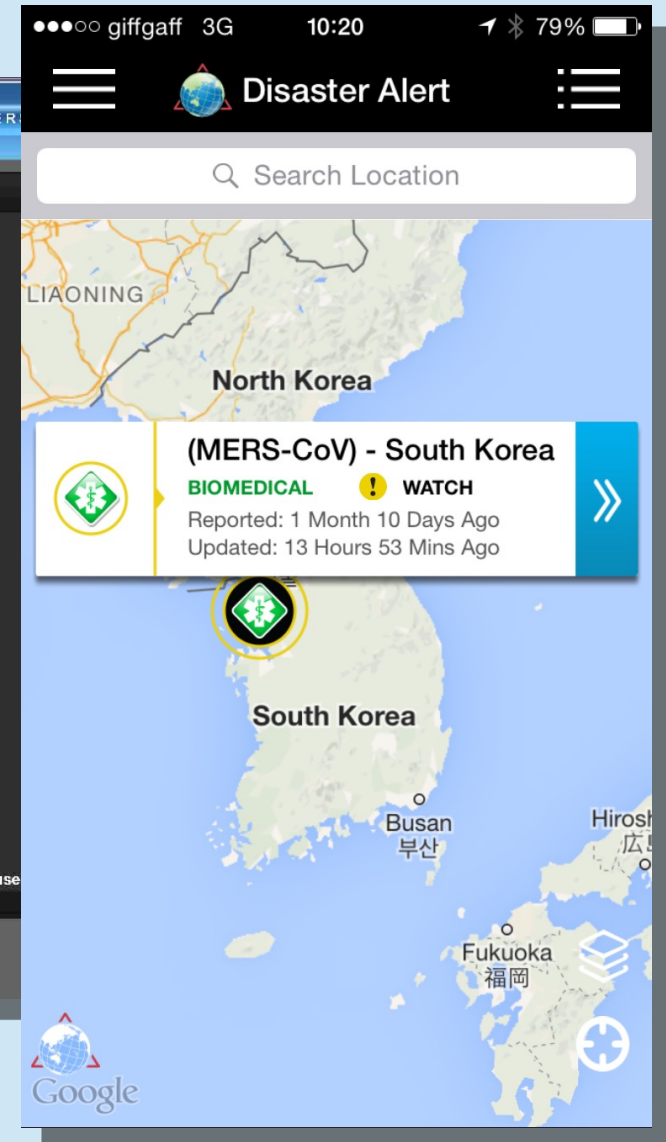 giffgaff 3G 10:20 79%
Disaster Alert
Search Location
LIAONING
North Korea
(MERS-CoV) - South Korea
BIOMEDICAL ! WATCH
Reported: 1 Month 10 Days Ago
Updated: 13 Hours 53 Mins Ago
South Korea
Busan
부산
Fukuoka
福岡
Google